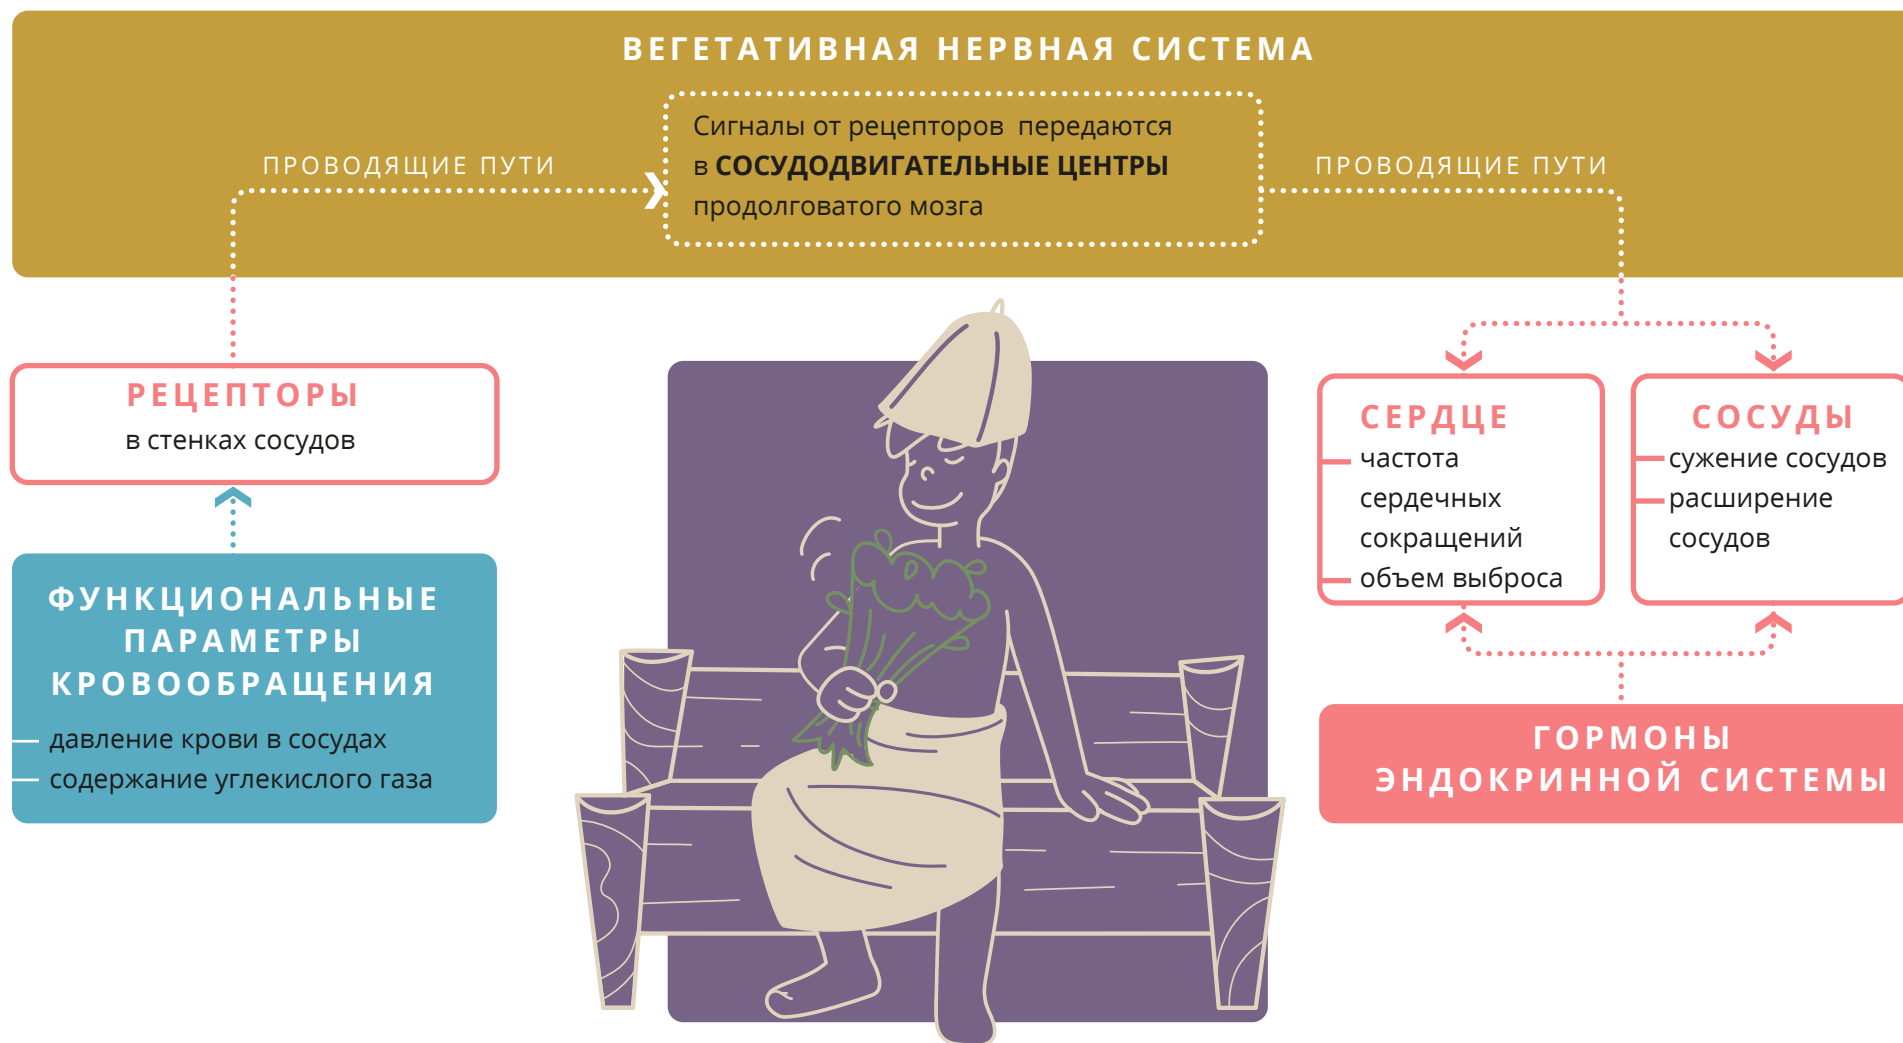 ВЕГЕТАТИВНАЯ НЕРВНАЯ СИСТЕМА
Сигналы от рецепторов передаются
в СОСУДОДВИГАТЕЛЬНЫЕ ЦЕНТРЫ
продолговатого мозга
ПРОВОДЯЩИЕ ПУТИ
ПРОВОДЯЩИЕ ПУТИ
РЕЦЕПТОРЫ
в стенках сосудов
ФУНКЦИОНАЛЬНЫЕ
ПАРАМЕТРЫ
КРОВООБРАЩЕНИЯ
давление крови в сосудах
содержание углекислого газа
СЕРДЦЕ
частота
сердечных
сокращений
объем выброса
СОСУДЫ
сужение сосудов
расширение
сосудов
ГОРМОНЫ
ЭНДОКРИННОЙ СИСТЕМЫ